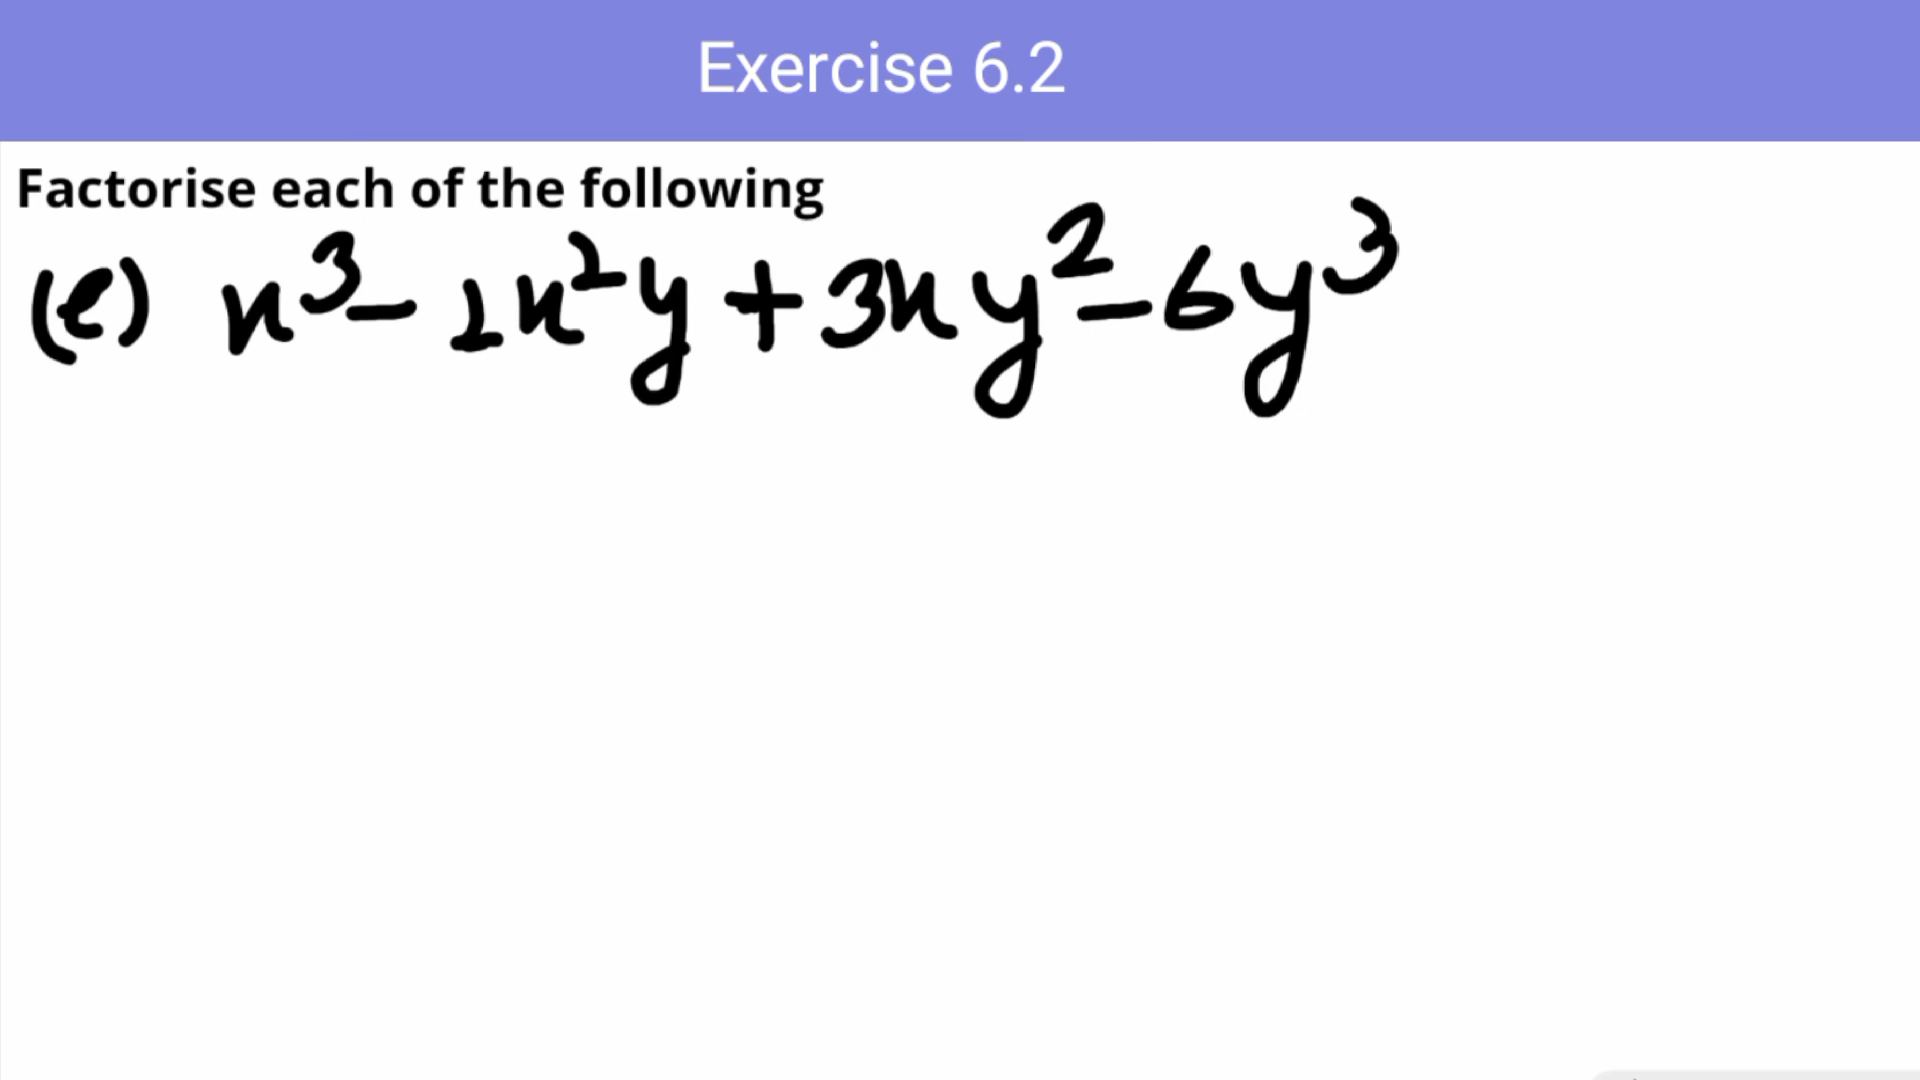 Exercise 6.2
Factorise each of the following
(e) x³ - 2x²y + 3xy² - 6y³